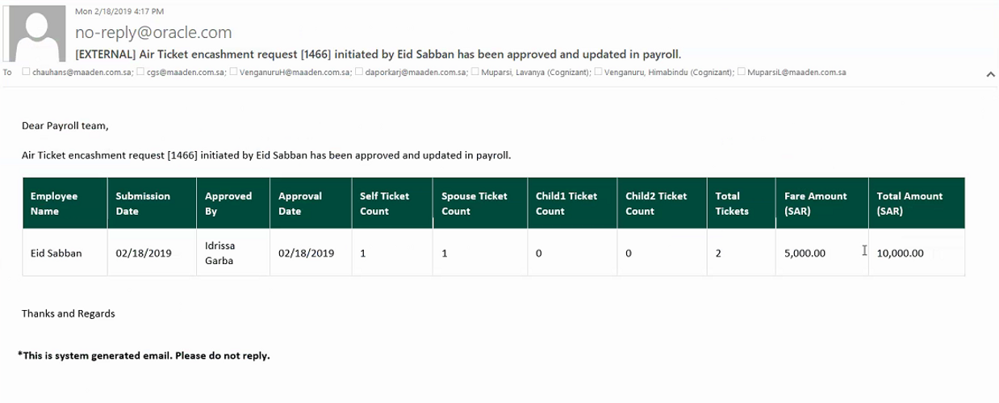 Mon 2/18/2019 4:17 PM
no-reply@oracle.com
[EXTERNAL] Air Ticket encashment request [1466] initiated by Eid Sabban has been approved and updated in payroll.
To chauhans@maaden.com.sa; cgs@maaden.com.sa; VenganuruH@maaden.com.sa; daporkarj@maaden.com.sa; Muparsi, Lavanya (Cognizant); Venganuru, Himabindu (Cognizant); MuparsiL@maaden.com.sa
Dear Payroll team,
Air Ticket encashment request [1466] initiated by Eid Sabban has been approved and updated in payroll.
Employee Name Submission Date Approved By Approval Date Self Ticket Count Spouse Ticket Count Child1 Ticket Count Child2 Ticket Count Total Tickets Fare Amount (SAR) Total Amount (SAR)
Eid Sabban 02/18/2019 Idrissa Garba 02/18/2019 1 1 0 0 2 5,000.00 10,000.00
Thanks and Regards
*This is system generated email. Please do not reply.